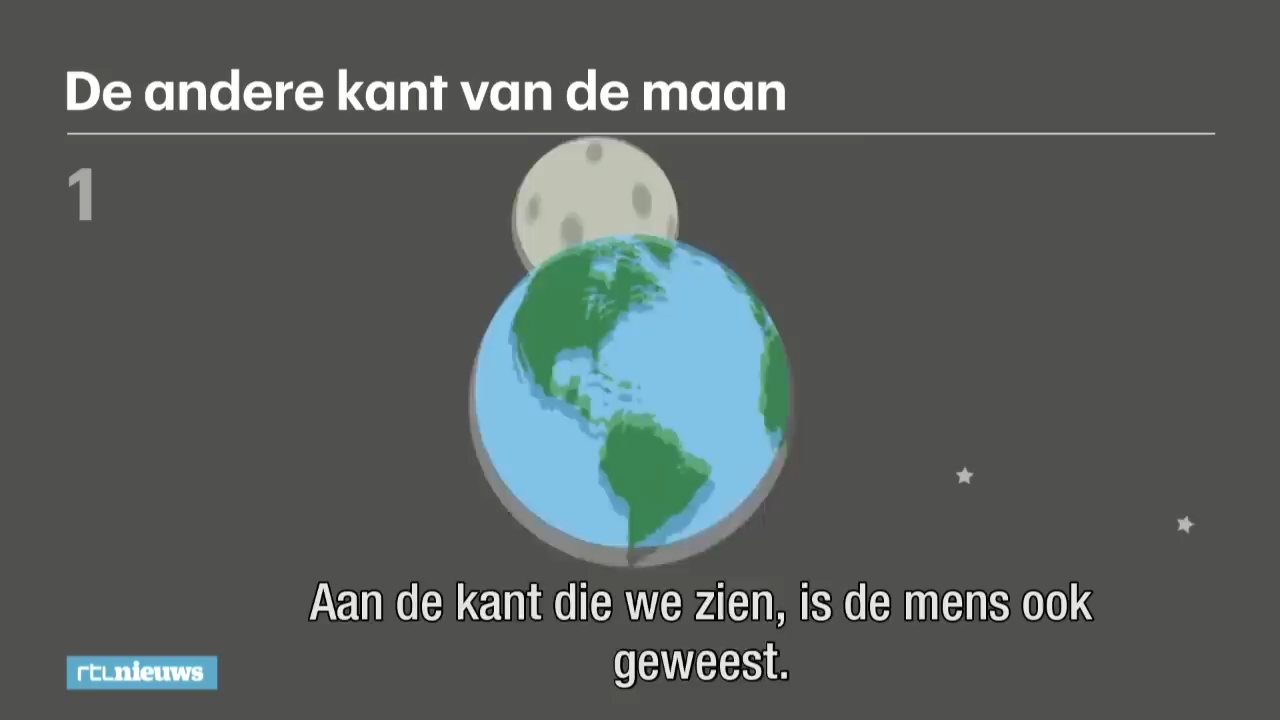 De andere kant van de maan
1
Aan de kant die we zien, is de mens ook
geweest.
rtlnieuws